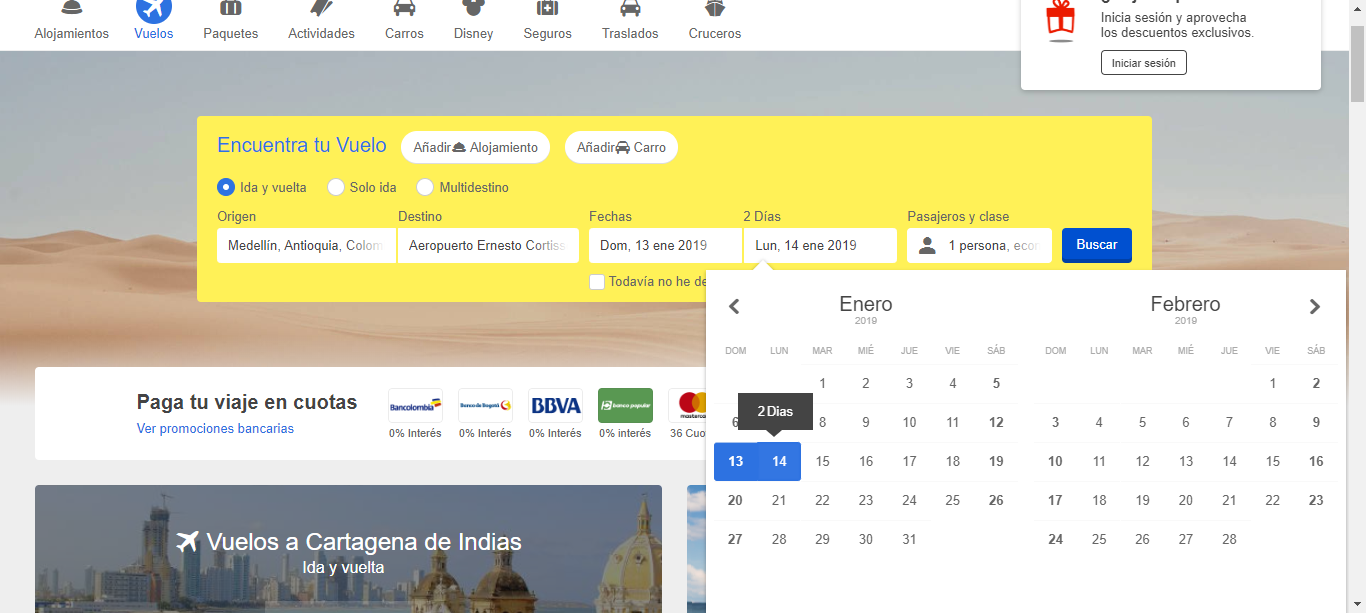 Alojamientos Vuelos Paquetes Actividades Carros Disney Seguros Traslados Cruceros
Inicia sesión y aprovecha
los descuentos exclusivos.
Iniciar sesión
Encuentra tu Vuelo Añadir Alojamiento Añadir Carro
Ida y vuelta Solo ida Multidestino
Origen Destino Fechas 2 Días Pasajeros y clase
Medellín, Antioquia, Colom Aeropuerto Ernesto Cortiss Dom, 13 ene 2019 Lun, 14 ene 2019 1 persona, eco Buscar
Todavía no he de
Enero Febrero
2019 2019
DOM LUN MAR MIÉ JUE VIE SÁB DOM LUN MAR MIÉ JUE VIE SÁB
1 2 3 4 5 1 2
6 8 9 10 11 12 3 4 5 6 7 8 9
2 Días
13 14 15 16 17 18 19 10 11 12 13 14 15 16
20 21 22 23 24 25 26 17 18 19 20 21 22 23
27 28 29 30 31 24 25 26 27 28
Paga tu viaje en cuotas
Ver promociones bancarias
Bancolombia Banco de Bogotá BBVA banco popular mastercard
0% Interés 0% Interés 0% Interés 0% interés 36 Cuo
Vuelos a Cartagena de Indias
Ida y vuelta